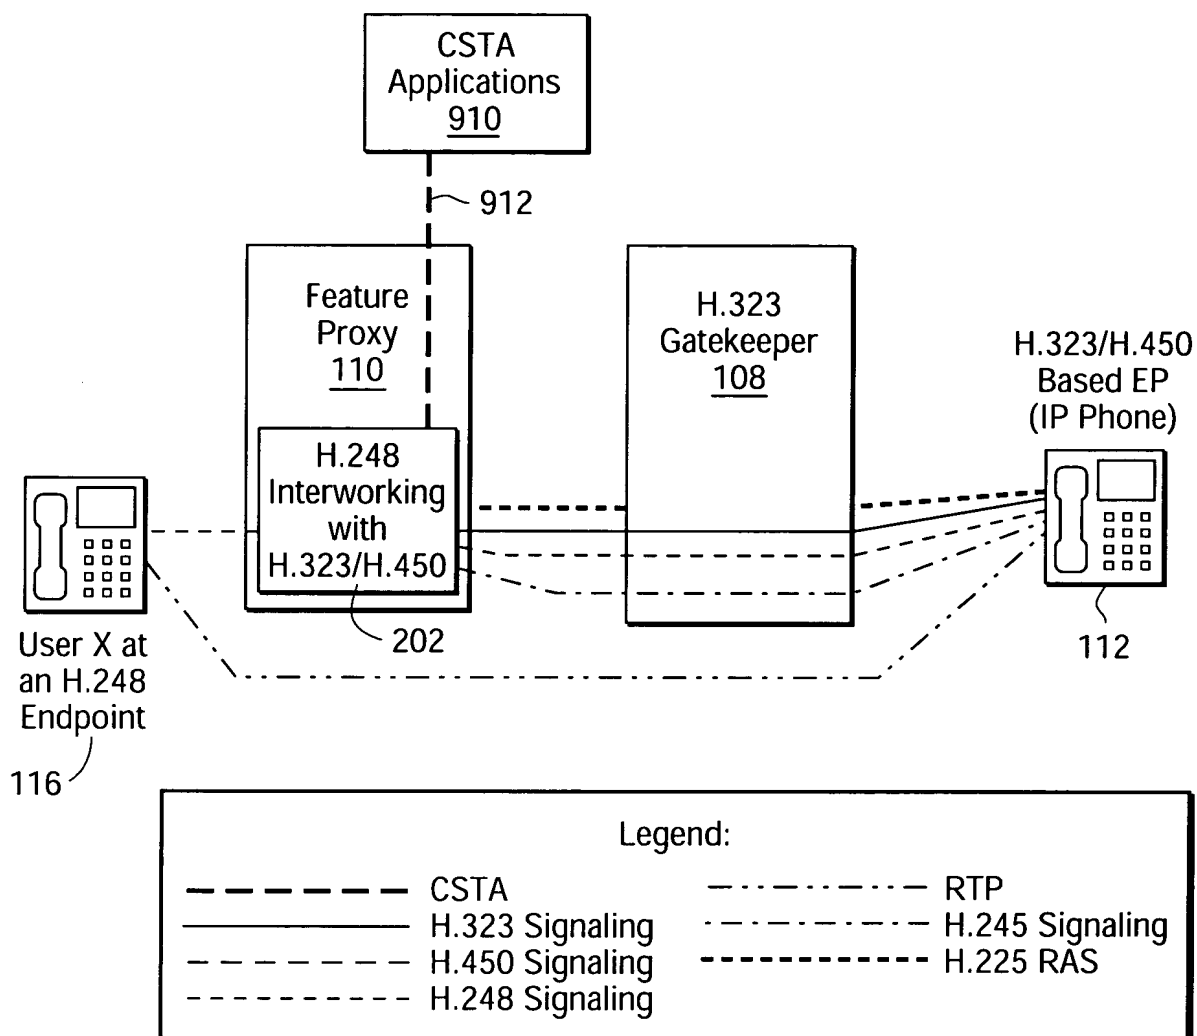 CSTA
Applications
910
912
Feature
Proxy
110
H.323
Gatekeeper
108
H.323/H.450
Based EP
(IP Phone)
H.248
Interworking
with
H.323/H.450
202
112
User X at
an H.248
Endpoint
116
Legend:
CSTA
H.323 Signaling
H.450 Signaling
H.248 Signaling
RTP
H.245 Signaling
H.225 RAS